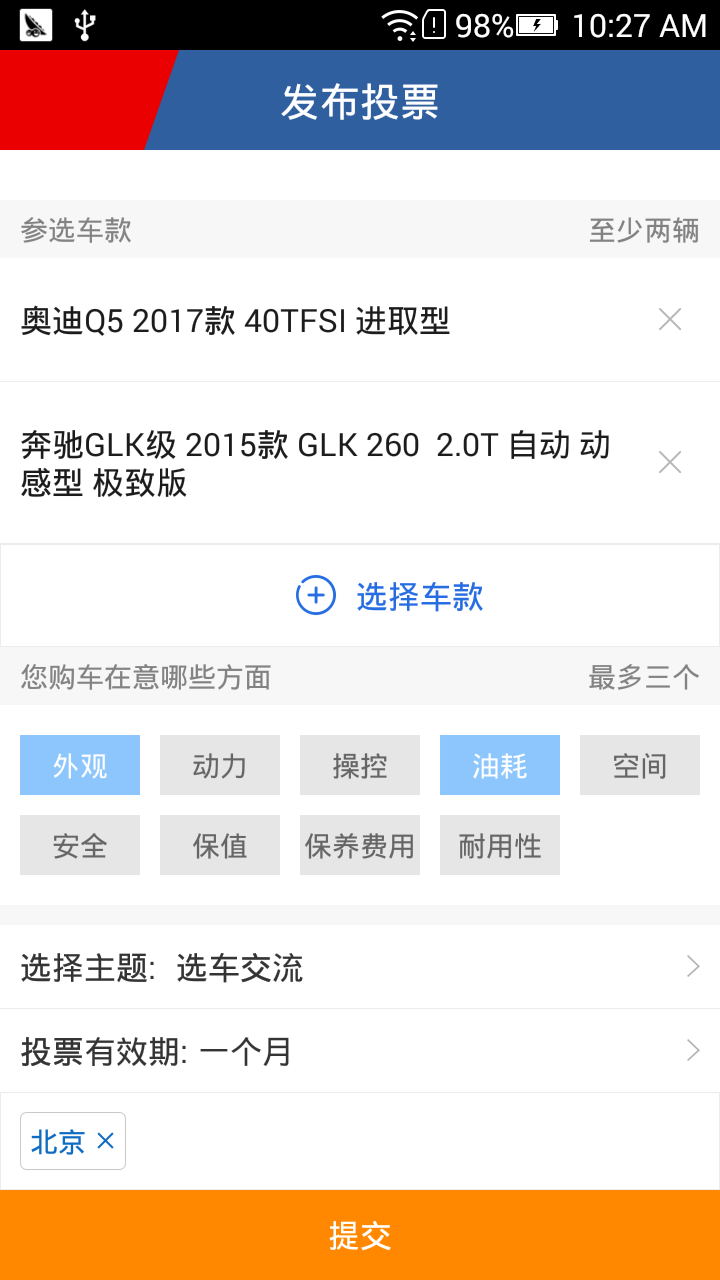 98% 10:27 AM
发布投票
参选车款 至少两辆
奥迪Q5 2017款 40TFSI 进取型
奔驰GLK级 2015款 GLK 260  2.0T 自动 动
感型 极致版
选择车款
您购车在意哪些方面 最多三个
外观 动力 操控 油耗 空间
安全 保值 保养费用 耐用性
选择主题: 选车交流
投票有效期: 一个月
北京
提交